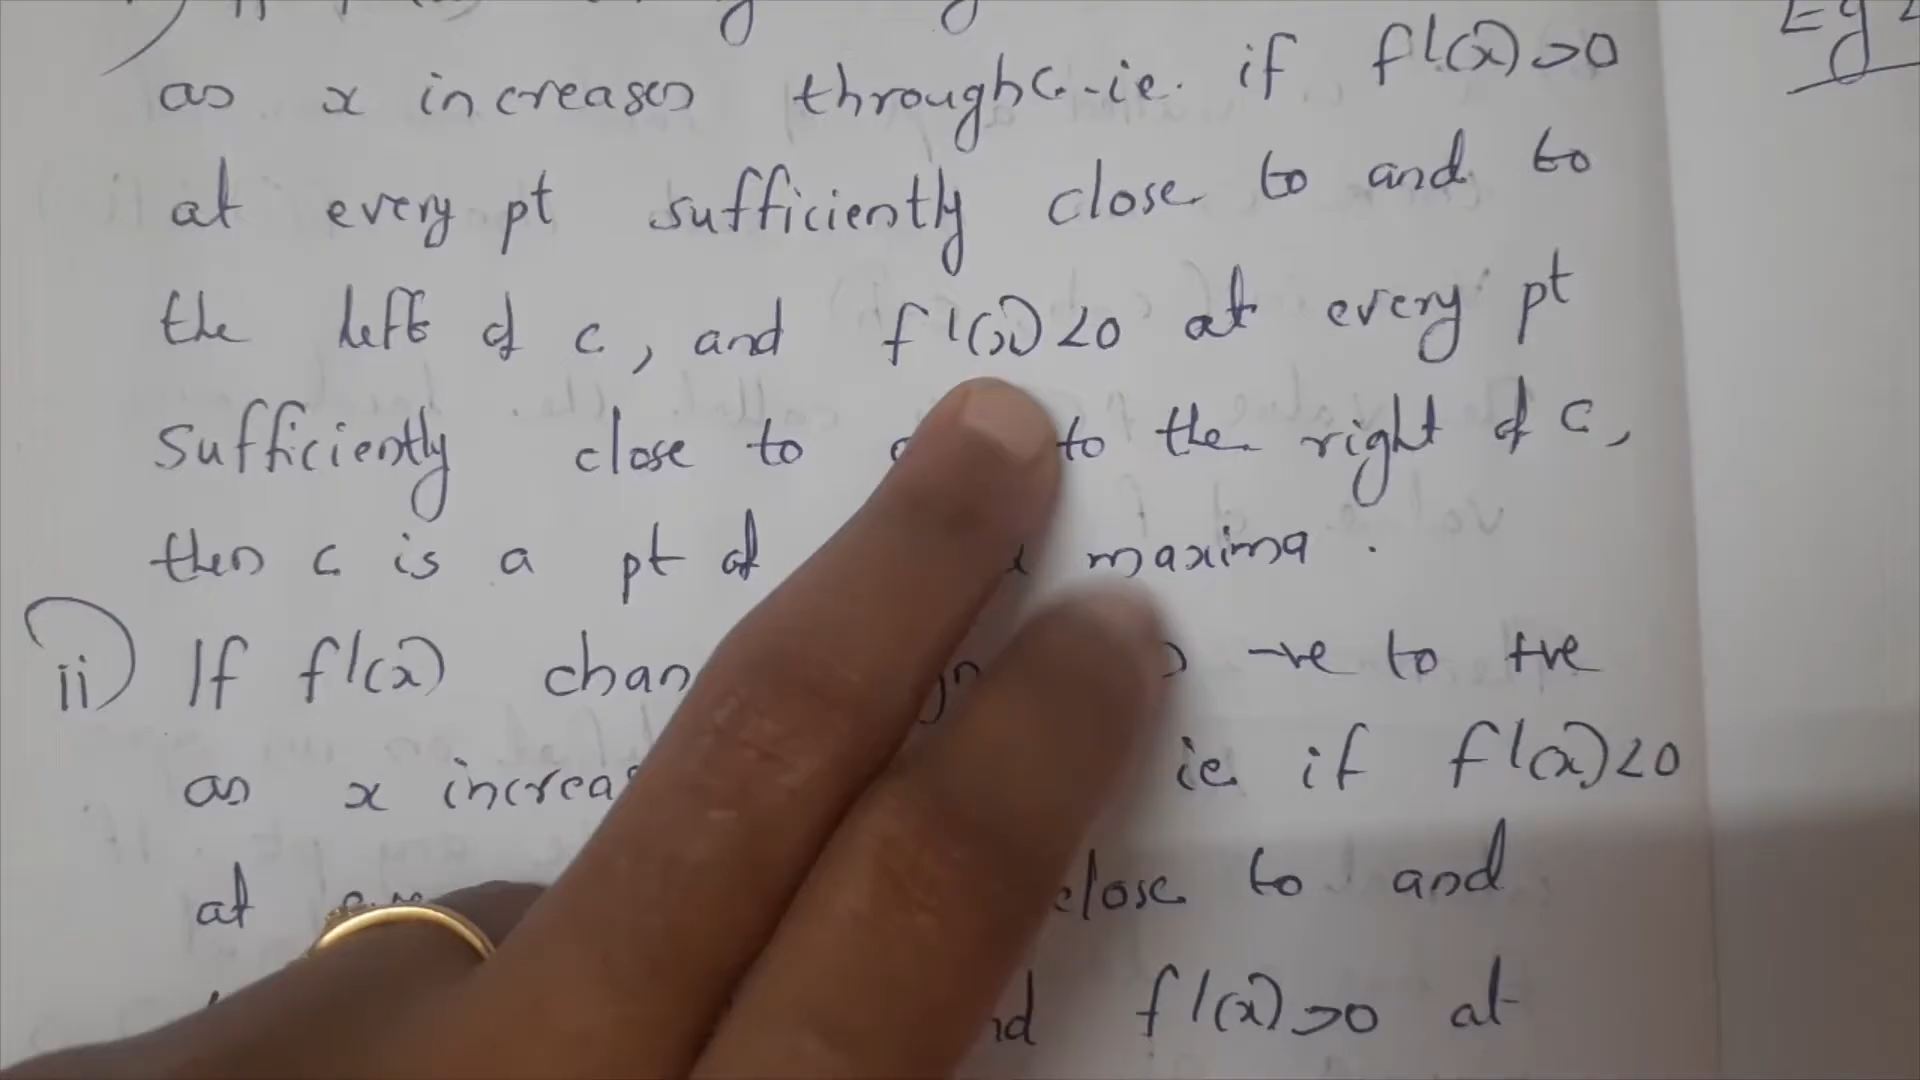 as x increases through c. ie. if f'(x)>0
Eg
at every pt sufficiently close to and to
the left of c, and f'(x)<0 at every pt
sufficiently close to to the right of c,
then c is a pt of maxima.
ii) If f'(x) -ve to +ve
as x ie if f'(x)<0
at close to and
f'(x)>0 at